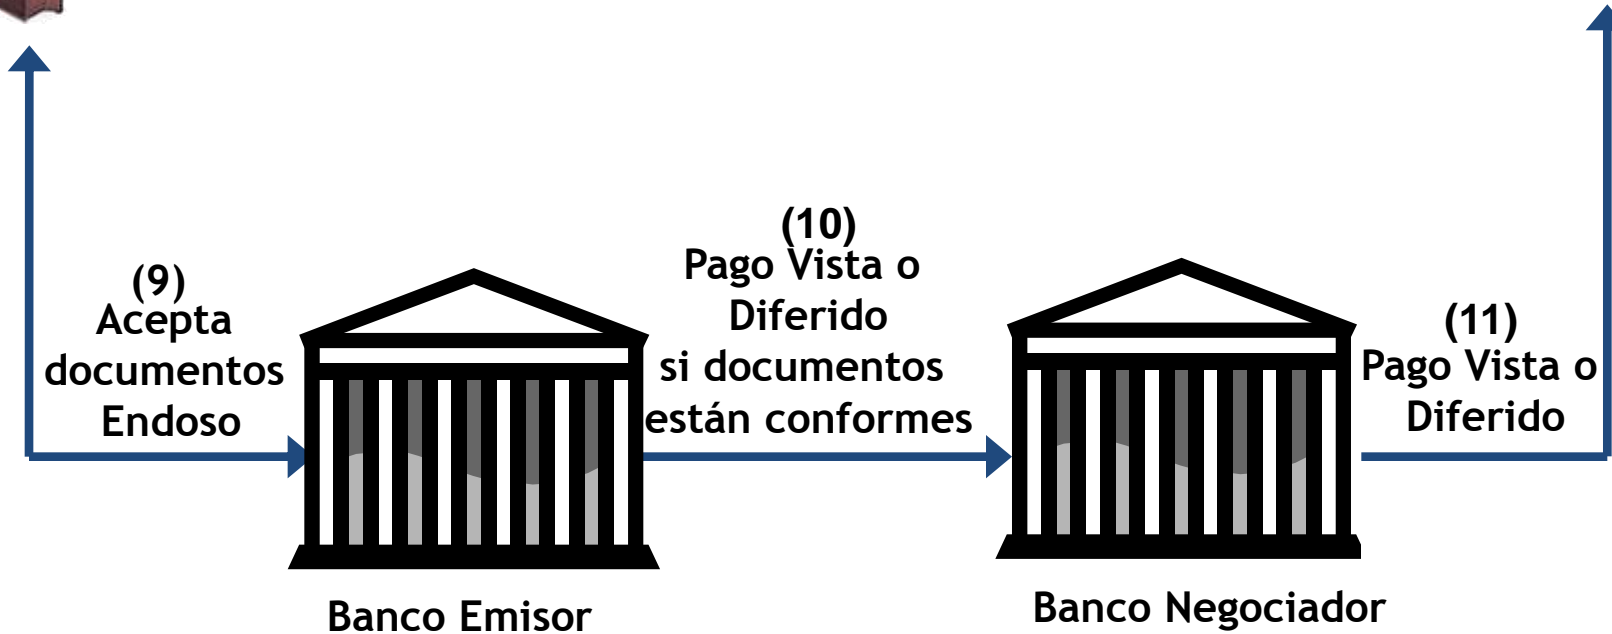 (9)
Acepta
documentos
Endoso
(10)
Pago Vista o
Diferido
si documentos
están conformes
(11)
Pago Vista o
Diferido
Banco Emisor
Banco Negociador